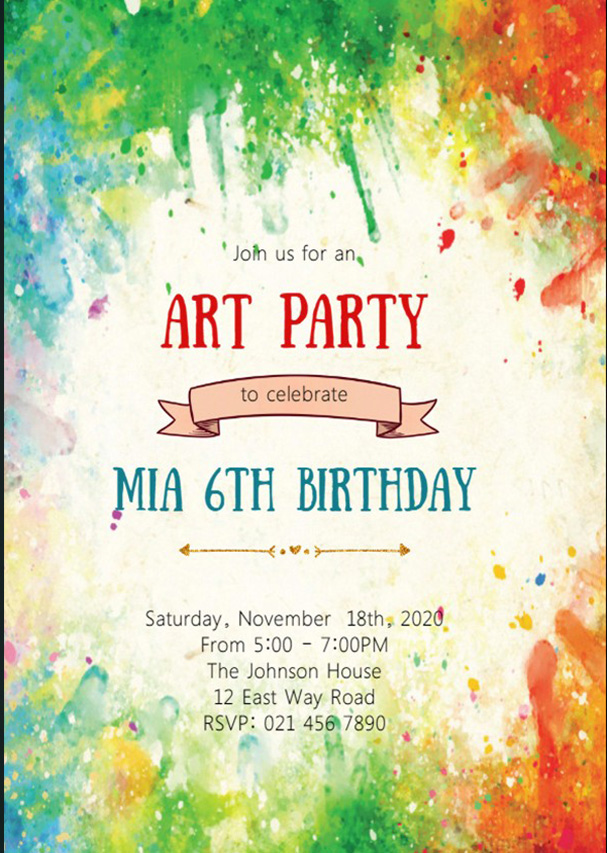 Join us for an
ART PARTY
to celebrate
MIA 6TH BIRTHDAY
Saturday, November 18th, 2020
From 5:00 - 7:00PM
The Johnson House
12 East Way Road
RSVP: 021 456 7890